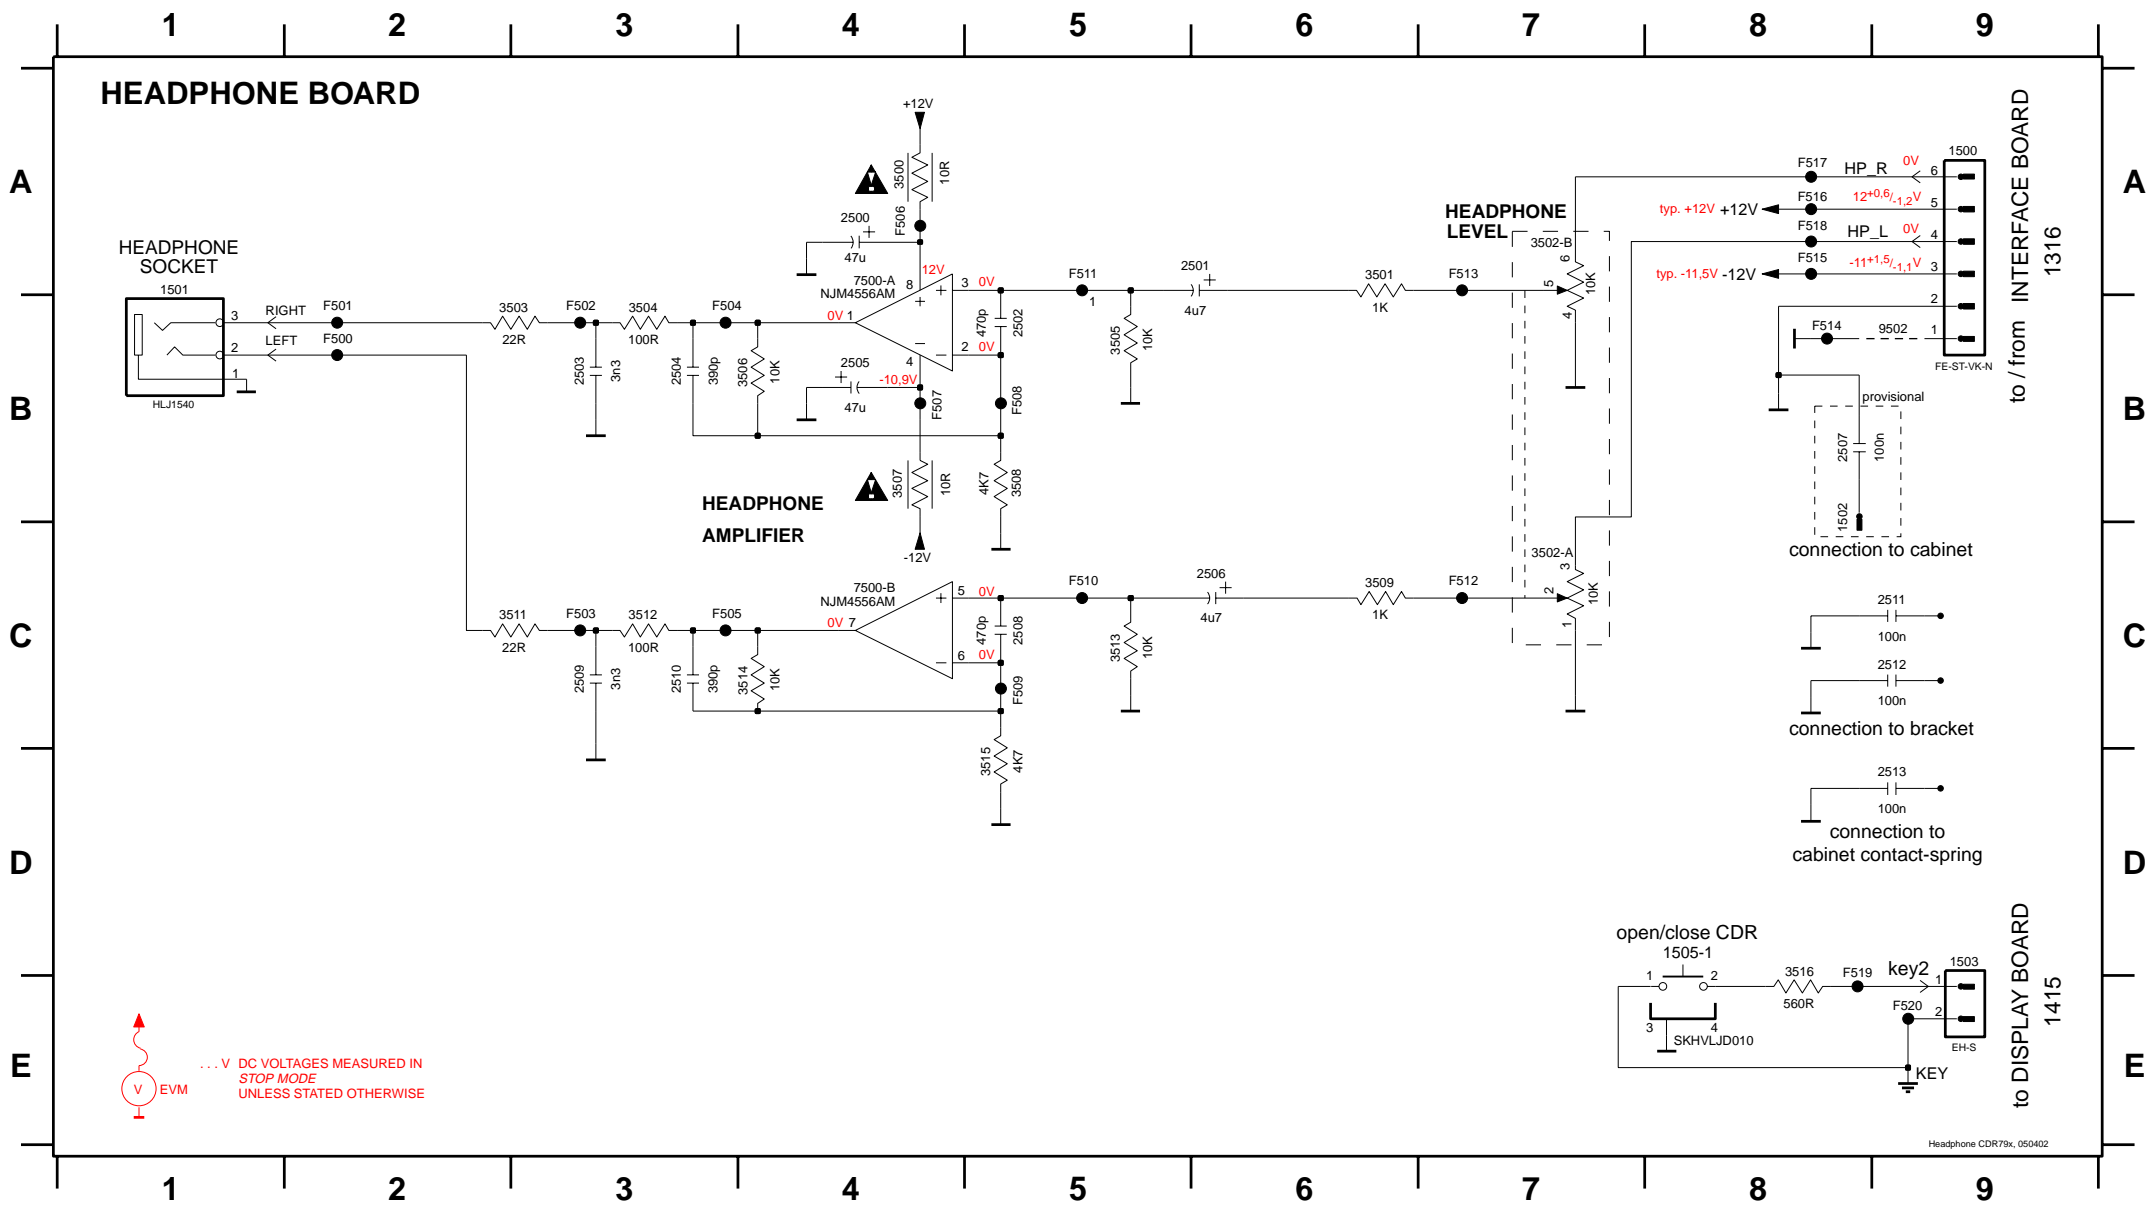 1 2 3 4 5 6 7 8 9
HEADPHONE BOARD
A A
B B
C C
D D
E E
HEADPHONE
SOCKET
1501
3
2
1
HLJ1540
RIGHT
LEFT
F501
F500
3503
22R
F502
3504
100R
F504
2503
3n3
2504
390p
3506
10K
+12V
3500
10R
F506
2500
+
47u
12V
7500-A
NJM4556AM
8
+
0V 1
+ 3 0V
− 2 0V
4
−
2505
+
47u
-10,9V
F507
3507
10R
-12V
470p
2502
F508
4K7
3508
HEADPHONE
AMPLIFIER
F511
1
3505
10K
2501
+
4u7
3501
1K
F513
HEADPHONE
LEVEL
3502-B
6
5
10K
4
3511
22R
F503
3512
100R
F505
2509
3n3
2510
390p
3514
10K
7500-B
NJM4556AM
0V 7
+ 5 0V
− 6 0V
470p
2508
F509
3515
4K7
F510
3513
10K
2506
+
4u7
3509
1K
F512
3502-A
3
2
10K
1
1500
F517 HP_R 0V 6
typ. +12V +12V F516 12+0,6/-1,2V 5
F518 HP_L 0V 4
typ. -11,5V -12V F515 -11+1,5/-1,1V 3
2
F514 9502 1
FE-ST-VK-N
to / from INTERFACE BOARD
1316
provisional
2507
100n
1502
connection to cabinet
2511
100n
2512
100n
connection to bracket
2513
100n
connection to
cabinet contact-spring
open/close CDR
1505-1
1 2
3 4
SKHVLJD010
3516
560R
F519
key2
1503
1
F520
2
EH-S
KEY
to DISPLAY BOARD
1415
V EVM
. . . V DC VOLTAGES MEASURED IN
STOP MODE
UNLESS STATED OTHERWISE
Headphone CDR79x, 050402
1 2 3 4 5 6 7 8 9